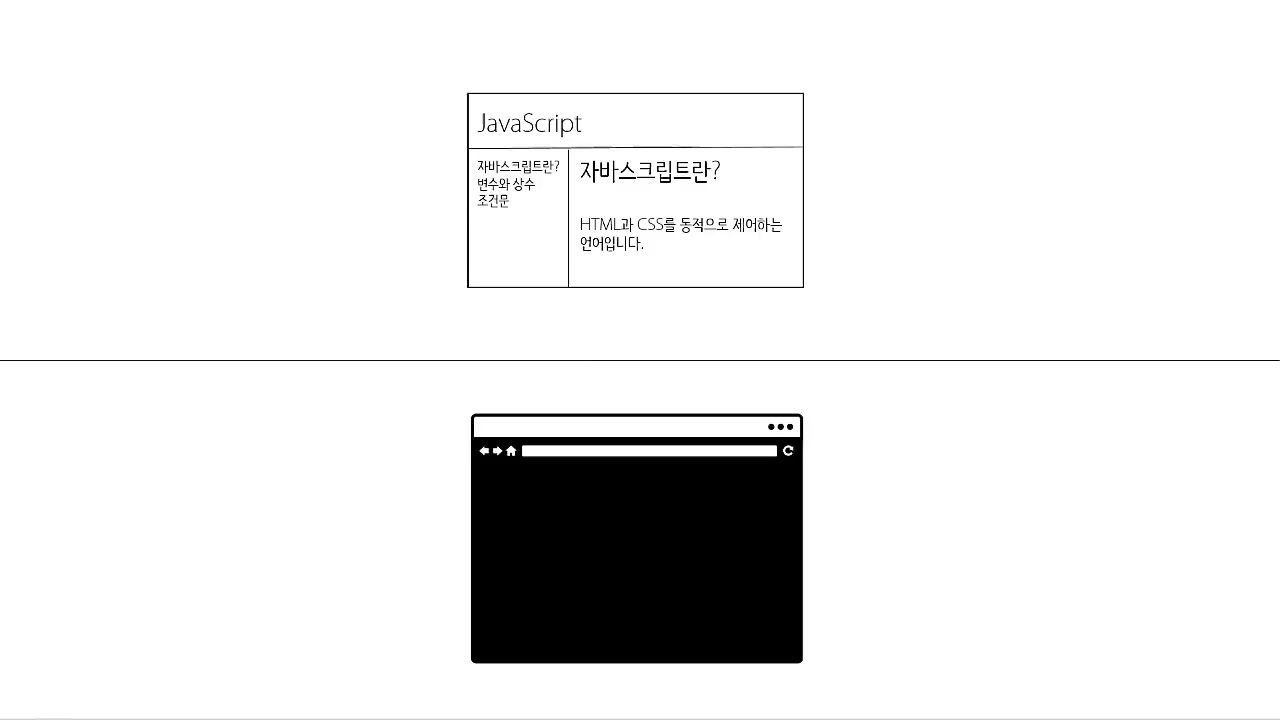 JavaScript
자바스크립트란?
변수와 상수
조건문
자바스크립트란?
HTML과 CSS를 동적으로 제어하는
언어입니다.